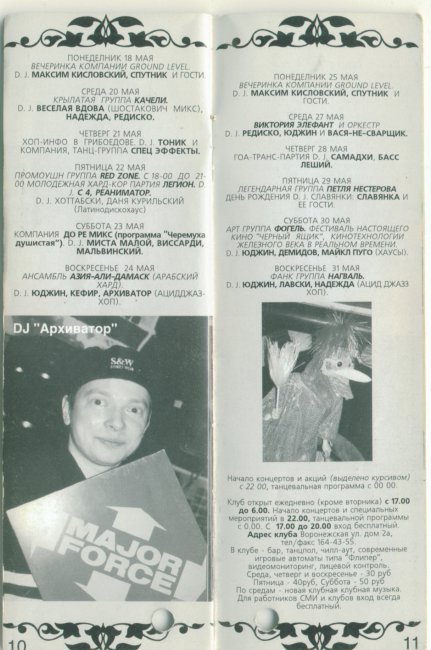 ПОНЕДЕЛЬНИК 18 МАЯ
ВЕЧЕРИНКА КОМПАНИИ GROUND LEVEL.
D. J. МАКСИМ КИСЛОВСКИЙ, СПУТНИК И ГОСТИ.
СРЕДА 20 МАЯ
КРЫЛАТАЯ ГРУППА КАЧЕЛИ.
D. J. ВЕСЕЛАЯ ВДОВА (ШОСТАКОВИЧ МИКС),
НАДЕЖДА, РЕДИСКО.
ЧЕТВЕРГ 21 МАЯ
ХОП-ИНФО В ГРИБОЕДОВЕ. D. J. ТОНИК И
КОМПАНИЯ, ТАНЦ-ГРУППА СПЕЦ ЭФФЕКТЫ.
ПЯТНИЦА 22 МАЯ
ПРОМОУШН ГРУППА RED ZONE. С 18-00 ДО 21-
00 МОЛОДЕЖНАЯ ХАРД-КОР ПАРТИЯ ЛЕГИОН. D.
J. С 4, РЕАНИМАТОР.
D. J. ХОТТАБСКИ, ДАНЯ КУРИЛЬСКИЙ
(Латинодискохаус)
СУББОТА 23 МАЯ
КОМПАНИЯ ДО РЕ МИКС (программа "Черемуха
душистая"). D. J. МИСТА МАЛОЙ, ВИССАРДИ,
МАЛЬВИНСКИЙ.
ВОСКРЕСЕНЬЕ 24 МАЯ
АНСАМБЛЬ АЗИЯ-АЛИ-ДАМАСК (АРАБСКИЙ
ХАРД).
D. J. ЮДЖИН, КЕФИР, АРХИВАТОР (АЦИДДЖАЗ-
ХОП).
DJ "Архиватор"
S&W
MAJOR
FORCE
10
ПОНЕДЕЛЬНИК 25 МАЯ
ВЕЧЕРИНКА КОМПАНИИ GROUND LEVEL.
D. J. МАКСИМ КИСЛОВСКИЙ, СПУТНИК И
ГОСТИ.
СРЕДА 27 МАЯ
ВИКТОРИЯ ЭЛЕФАНТ И ОРКЕСТР
D. J. РЕДИСКО, ЮДЖИН И ВАСЯ-НЕ-СВАРЩИК.
ЧЕТВЕРГ 28 МАЯ
ГОА-ТРАНС-ПАРТИЯ D. J. САМАДХИ, БАСС
ЛЕШИЙ.
ПЯТНИЦА 29 МАЯ
ЛЕГЕНДАРНАЯ ГРУППА ПЕТЛЯ НЕСТЕРОВА
ДЕНЬ РОЖДЕНИЯ D. J. СЛАВЯНКИ: СЛАВЯНКА И
ЕЕ ГОСТИ.
СУББОТА 30 МАЯ
АРТ ГРУППА ФОГЕЛЬ. ФЕСТИВАЛЬ НАСТОЯЩЕГО
КИНО "ЧЕРНЫЙ ЯЩИК", КИНОТЕХНОЛОГИИ
ЖЕЛЕЗНОГО ВЕКА В РЕАЛЬНОМ ВРЕМЕНИ.
D. J. ЮДЖИН, ДЕМИДОВ, МАЙКЛ ПУГО (ХАУСЫ).
ВОСКРЕСЕНЬЕ 31 МАЯ
ФАНК ГРУППА НАГВАЛЬ.
D. J. ЮДЖИН, ЛАВСКИ, НАДЕЖДА (АЦИД ДЖАЗЗ
ХОП).
Начало концертов и акций (выделено курсивом)
с 22 00, танцевальная программа с 00 00.
Клуб открыт ежедневно (кроме вторника) с 17.00
до 6.00. Начало концертов и специальных
мероприятий в 22.00, танцевальной программы
с 0.00. С 17.00 до 20.00 вход бесплатный.
Адрес клуба Воронежская ул. дом 2а,
тел/факс 164-43-55.
В клубе - бар, танцпол, чилл-аут, современные
игровые автоматы типа "Флипер",
видеомониторинг, лицевой контроль.
Среда, четверг и воскресенье - 30 руб
Пятница - 40руб, Суббота - 50 руб
По средам - новая клубная клубная музыка.
Для работников СМИ и клубов вход всегда
бесплатный.
11